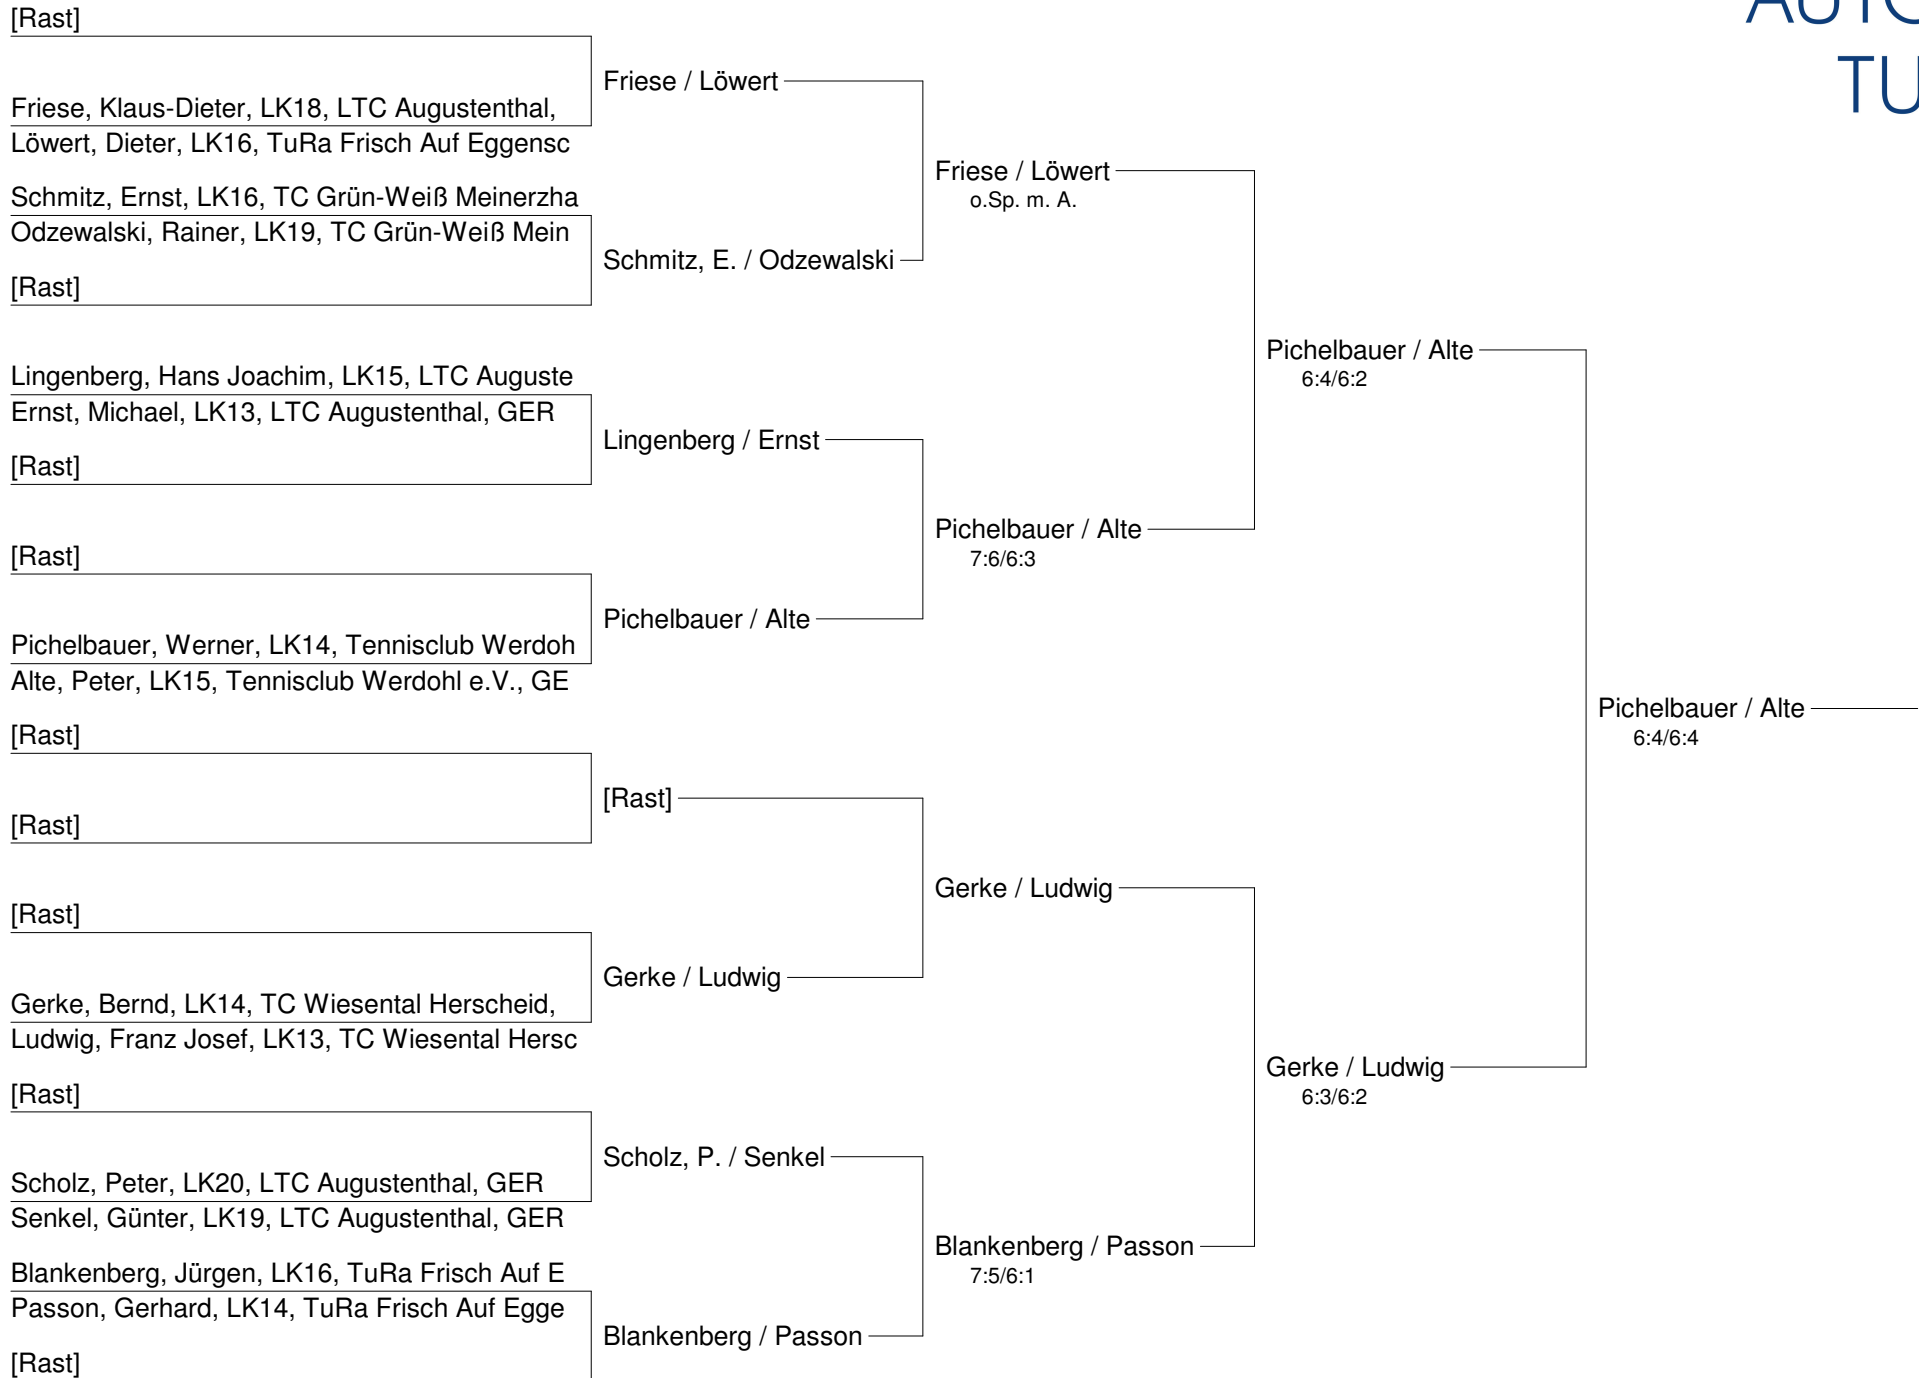 [Rast]
Friese, Klaus-Dieter, LK18, LTC Augustenthal,
Löwert, Dieter, LK16, TuRa Frisch Auf Eggensc
Schmitz, Ernst, LK16, TC Grün-Weiß Meinerzha
Odzewalski, Rainer, LK19, TC Grün-Weiß Mein
[Rast]
Lingenberg, Hans Joachim, LK15, LTC Auguste
Ernst, Michael, LK13, LTC Augustenthal, GER
[Rast]
[Rast]
Pichelbauer, Werner, LK14, Tennisclub Werdoh
Alte, Peter, LK15, Tennisclub Werdohl e.V., GE
[Rast]
[Rast]
[Rast]
Gerke, Bernd, LK14, TC Wiesental Herscheid,
Ludwig, Franz Josef, LK13, TC Wiesental Hersc
[Rast]
Scholz, Peter, LK20, LTC Augustenthal, GER
Senkel, Günter, LK19, LTC Augustenthal, GER
Blankenberg, Jürgen, LK16, TuRa Frisch Auf E
Passon, Gerhard, LK14, TuRa Frisch Auf Egge
[Rast]
Friese / Löwert
Schmitz, E. / Odzewalski
Lingenberg / Ernst
Pichelbauer / Alte
[Rast]
Gerke / Ludwig
Scholz, P. / Senkel
Blankenberg / Passon
Friese / Löwert
o.Sp. m. A.
Pichelbauer / Alte
7:6/6:3
Gerke / Ludwig
Blankenberg / Passon
7:5/6:1
Pichelbauer / Alte
6:4/6:2
Gerke / Ludwig
6:3/6:2
Pichelbauer / Alte
6:4/6:4
TU